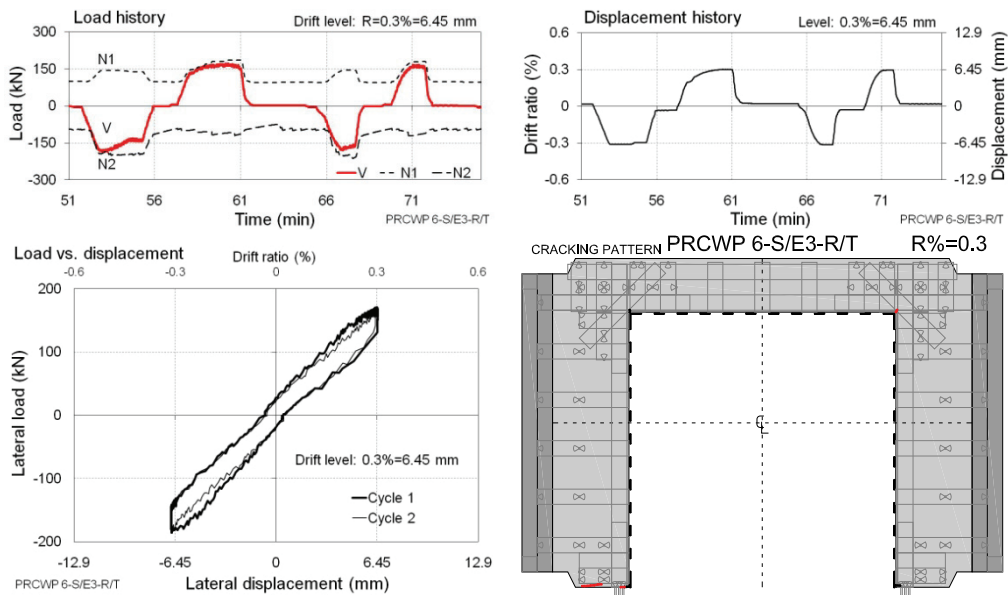 Load history
Drift level: R=0.3%=6.45 mm
300
150
0
-150
-300
Load (kN)
N1
V
N2
V N1 N2
51 56 61 66 71
Time (min)
PRCWP 6-S/E3-R/T
Displacement history
Level: 0.3%=6.45 mm
0.6
0.3
0
-0.3
-0.6
Drift ratio (%)
12.9
6.45
0
-6.45
-12.9
Displacement (mm)
51 56 61 66 71
Time (min)
PRCWP 6-S/E3-R/T
Load vs. displacement
Drift ratio (%)
-0.6 -0.3 0 0.3 0.6
200
100
0
-100
-200
Lateral load (kN)
Drift level: 0.3%=6.45 mm
Cycle 1
Cycle 2
-12.9 -6.45 0 6.45 12.9
Lateral displacement (mm)
PRCWP 6-S/E3-R/T
CRACKING PATTERN PRCWP 6-S/E3-R/T R%=0.3
CL